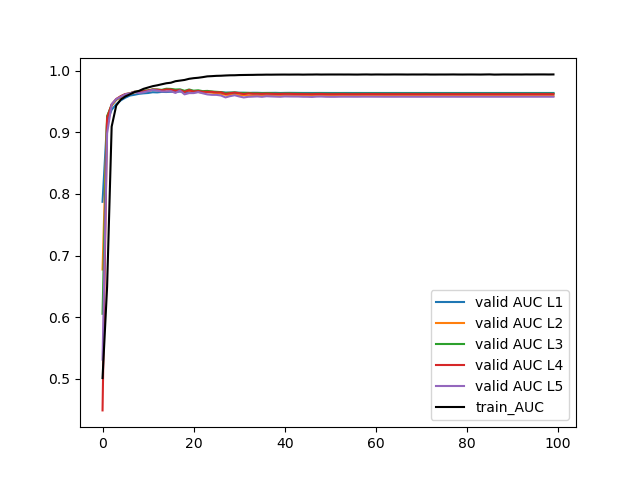 1.0
0.9
0.8
0.7
0.6
0.5
0 20 40 60 80 100
valid AUC L1
valid AUC L2
valid AUC L3
valid AUC L4
valid AUC L5
train_AUC